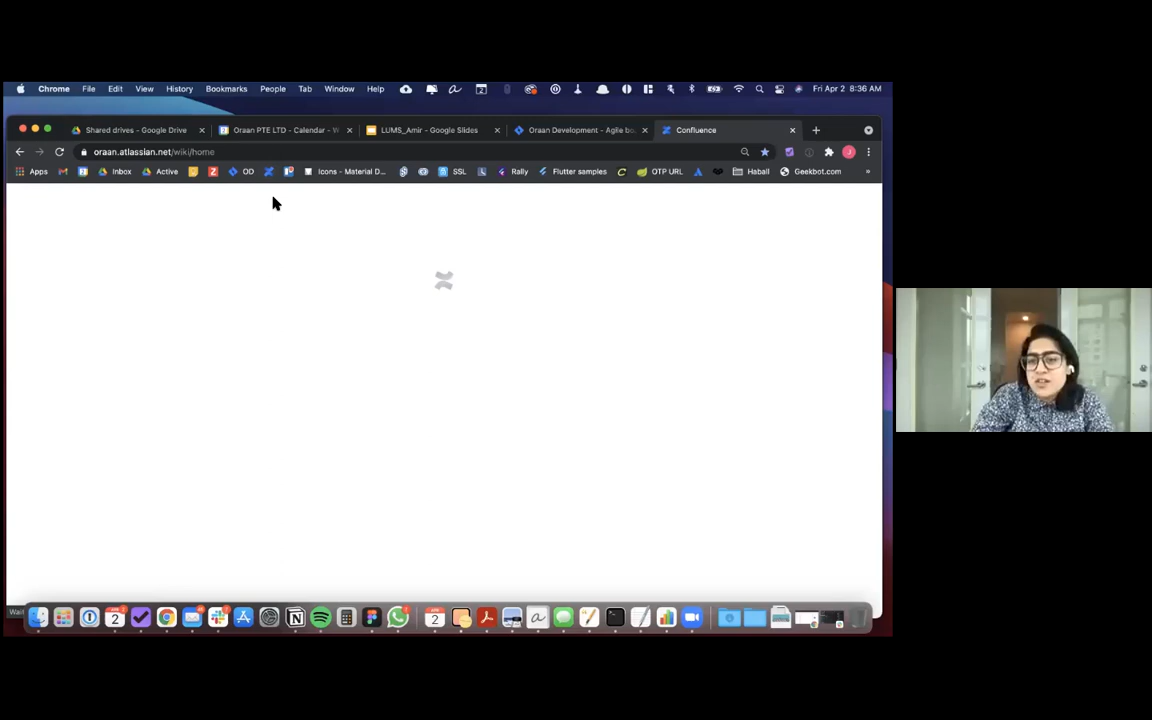 Chrome File Edit View History Bookmarks People Tab Window Help Fri Apr 2 8:36 AM
Shared drives - Google Drive Oraan PTE LTD - Calendar - W LUMS_Amir - Google Slides Oraan Development - Agile bo Confluence
oraan.atlassian.net/wiki/home
Apps Inbox Active OD Icons - Material D... SSL Rally Flutter samples OTP URL Haball Geekbot.com